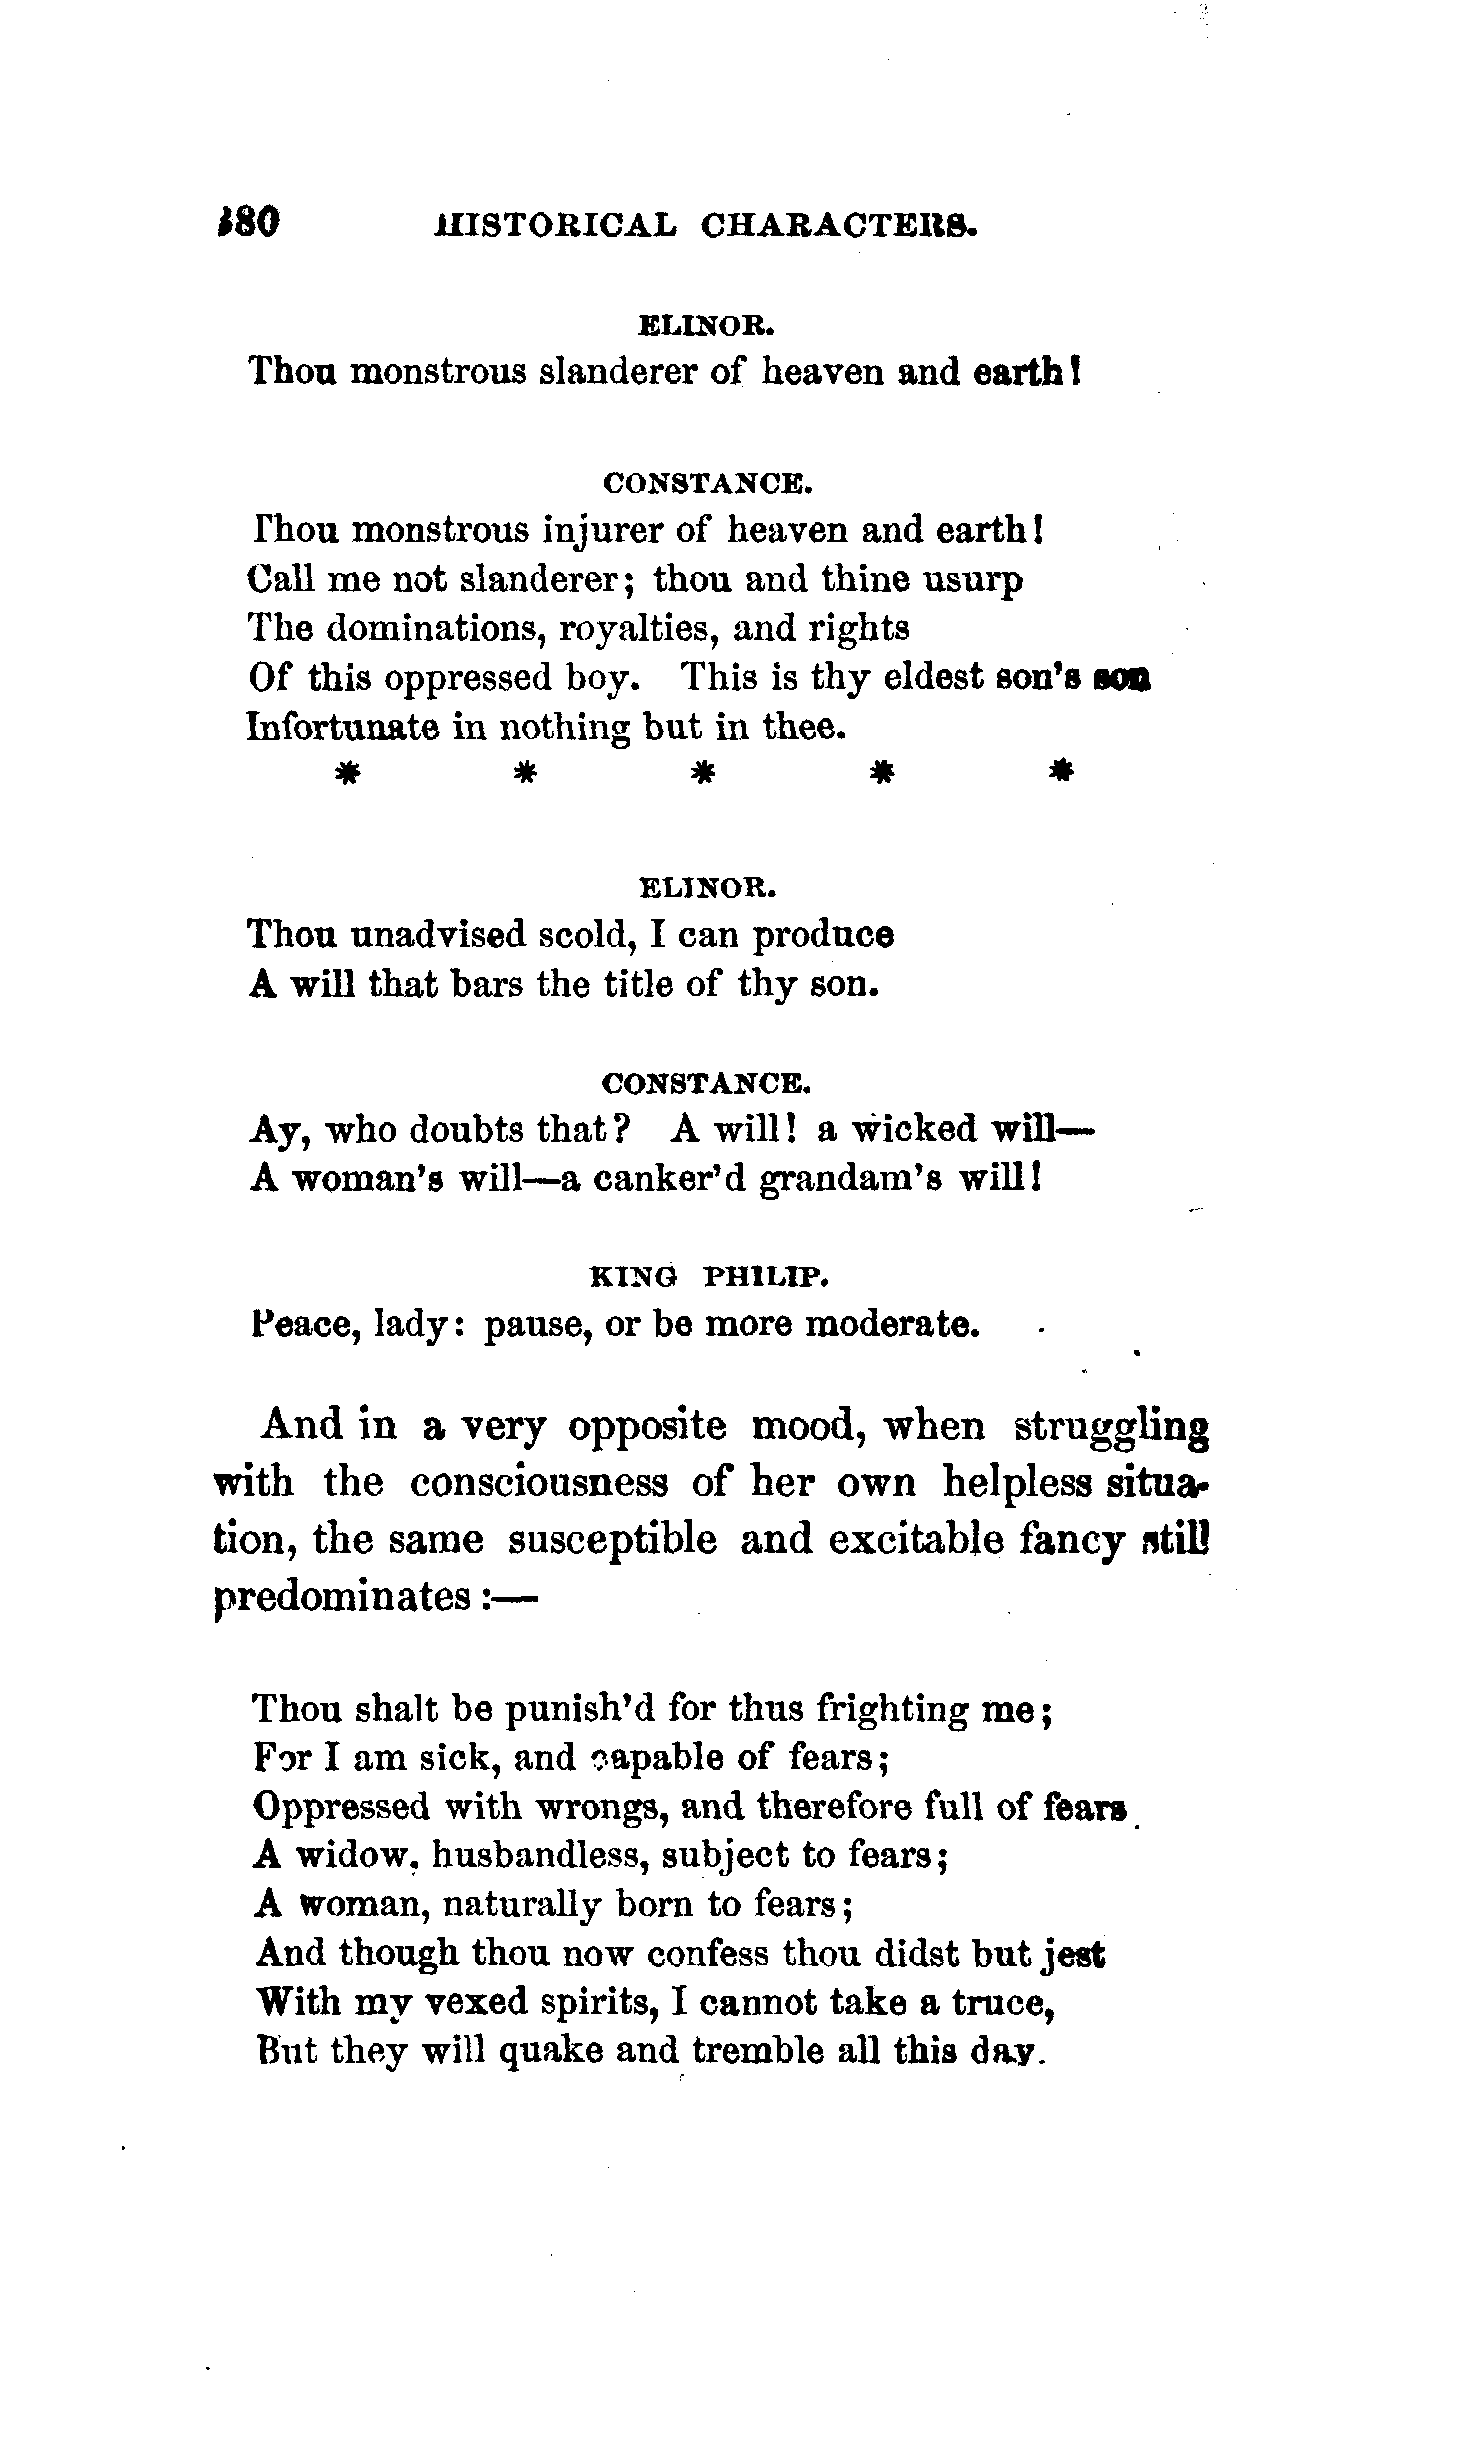 380 HISTORICAL CHARACTERS.
ELINOR.
Thou monstrous slanderer of heaven and earth!
CONSTANCE.
Thou monstrous injurer of heaven and earth!
Call me not slanderer; thou and thine usurp
The dominations, royalties, and rights
Of this oppressed boy. This is thy eldest son's son
Infortunate in nothing but in thee.
* * * * *
ELINOR.
Thou unadvised scold, I can produce
A will that bars the title of thy son.
CONSTANCE.
Ay, who doubts that? A will! a wicked will—
A woman's will—a canker'd grandam's will!
KING PHILIP.
Peace, lady: pause, or be more moderate.
And in a very opposite mood, when struggling
with the consciousness of her own helpless situa-
tion, the same susceptible and excitable fancy still
predominates:—
Thou shalt be punish'd for thus frighting me;
For I am sick, and capable of fears;
Oppressed with wrongs, and therefore full of fears.
A widow, husbandless, subject to fears;
A woman, naturally born to fears;
And though thou now confess thou didst but jest
With my vexed spirits, I cannot take a truce,
But they will quake and tremble all this day.